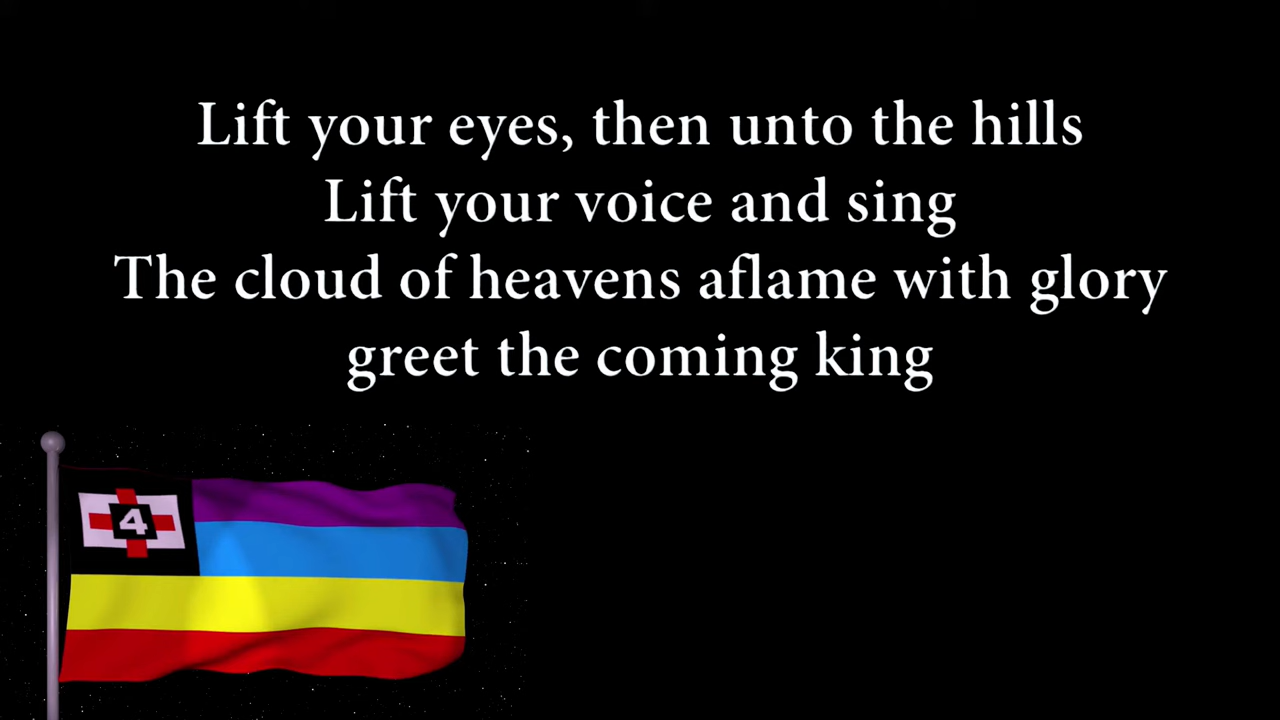 Lift your eyes, then unto the hills
Lift your voice and sing
The cloud of heavens aflame with glory
greet the coming king
4